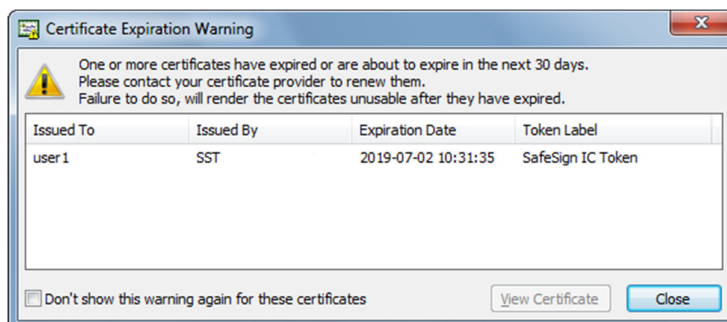 Certificate Expiration Warning
One or more certificates have expired or are about to expire in the next 30 days.
Please contact your certificate provider to renew them.
Failure to do so, will render the certificates unusable after they have expired.
Issued To Issued By Expiration Date Token Label
user1 SST 2019-07-02 10:31:35 SafeSign IC Token
Don't show this warning again for these certificates View Certificate Close